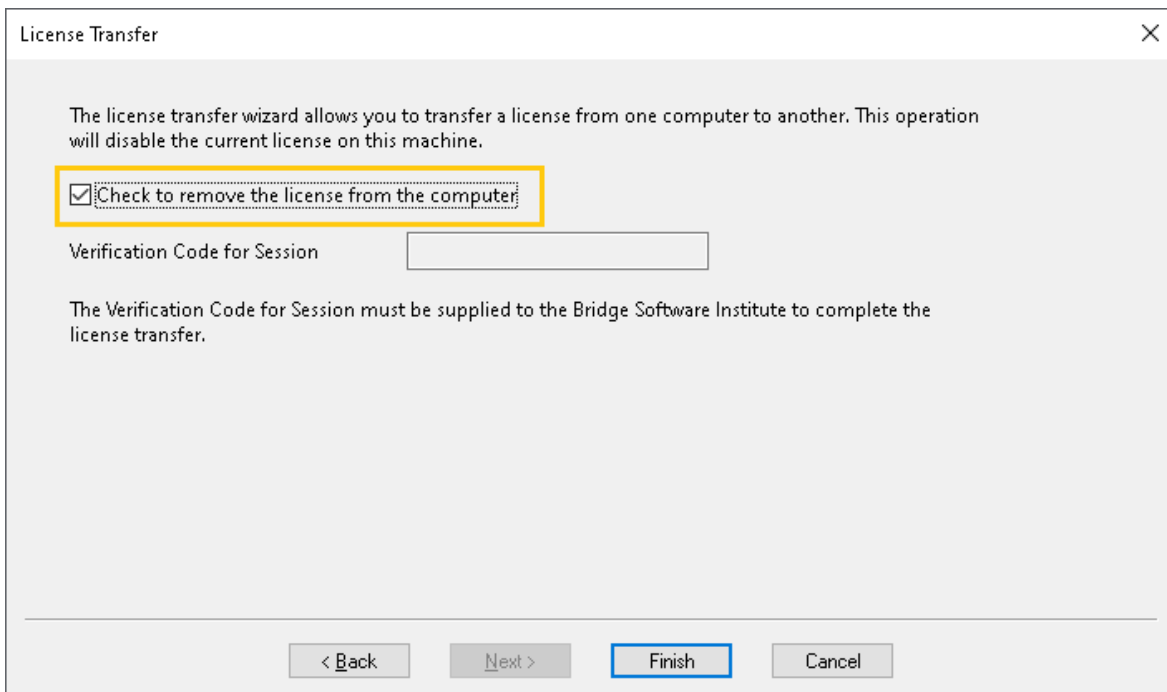 License Transfer
The license transfer wizard allows you to transfer a license from one computer to another. This operation
will disable the current license on this machine.
Check to remove the license from the computer
Verification Code for Session
The Verification Code for Session must be supplied to the Bridge Software Institute to complete the
license transfer.
< Back Next > Finish Cancel